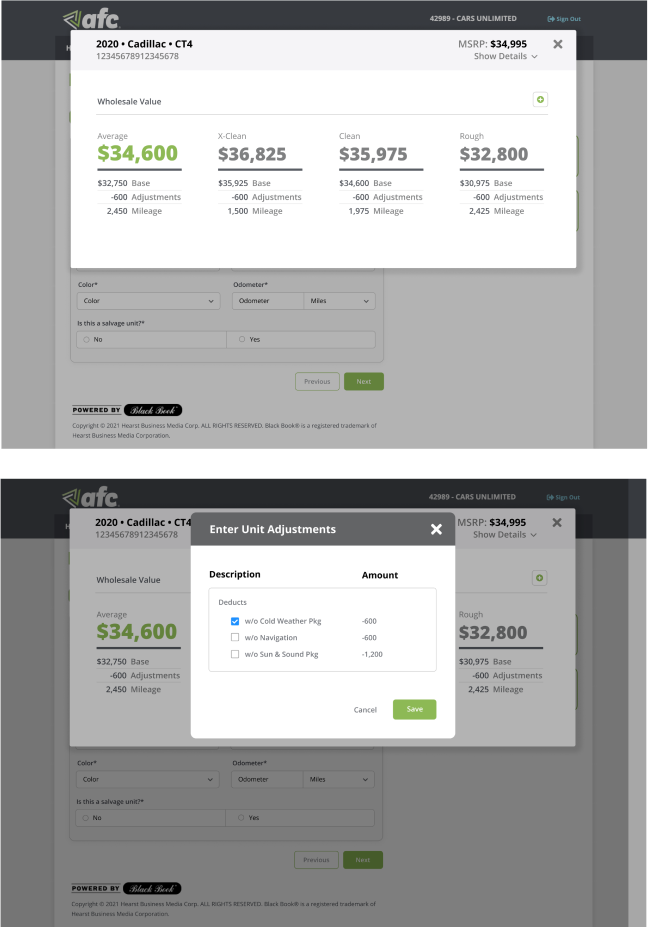 afc
42989 - CARS UNLIMITED
Sign Out
H
2020 • Cadillac • CT4
MSRP: $34,995
12345678912345678
Show Details
Wholesale Value
Average
X-Clean
Clean
Rough
$34,600
$36,825
$35,975
$32,800
$32,750 Base
$35,925 Base
$34,600 Base
$30,975 Base
-600 Adjustments
-600 Adjustments
-600 Adjustments
-600 Adjustments
2,450 Mileage
1,500 Mileage
1,975 Mileage
2,425 Mileage
Color*
Odometer*
Color
Odometer
Miles
Is this a salvage unit?*
No
Yes
Previous
Next
POWERED BY Black Book®
Copyright © 2021 Hearst Business Media Corp. ALL RIGHTS RESERVED. Black Book® is a registered trademark of
Hearst Business Media Corporation.
afc
42989 - CARS UNLIMITED
Sign Out
H
2020 • Cadillac • CT4
MSRP: $34,995
12345678912345678
Show Details
Enter Unit Adjustments
Wholesale Value
Description
Amount
Deducts
w/o Cold Weather Pkg
-600
w/o Navigation
-600
w/o Sun & Sound Pkg
-1,200
Cancel
Save
Average
Rough
$34,600
$32,800
$32,750 Base
$30,975 Base
-600 Adjustments
-600 Adjustments
2,450 Mileage
2,425 Mileage
Color*
Odometer*
Color
Odometer
Miles
Is this a salvage unit?*
No
Yes
Previous
Next
POWERED BY Black Book®
Copyright © 2021 Hearst Business Media Corp. ALL RIGHTS RESERVED. Black Book® is a registered trademark of
Hearst Business Media Corporation.